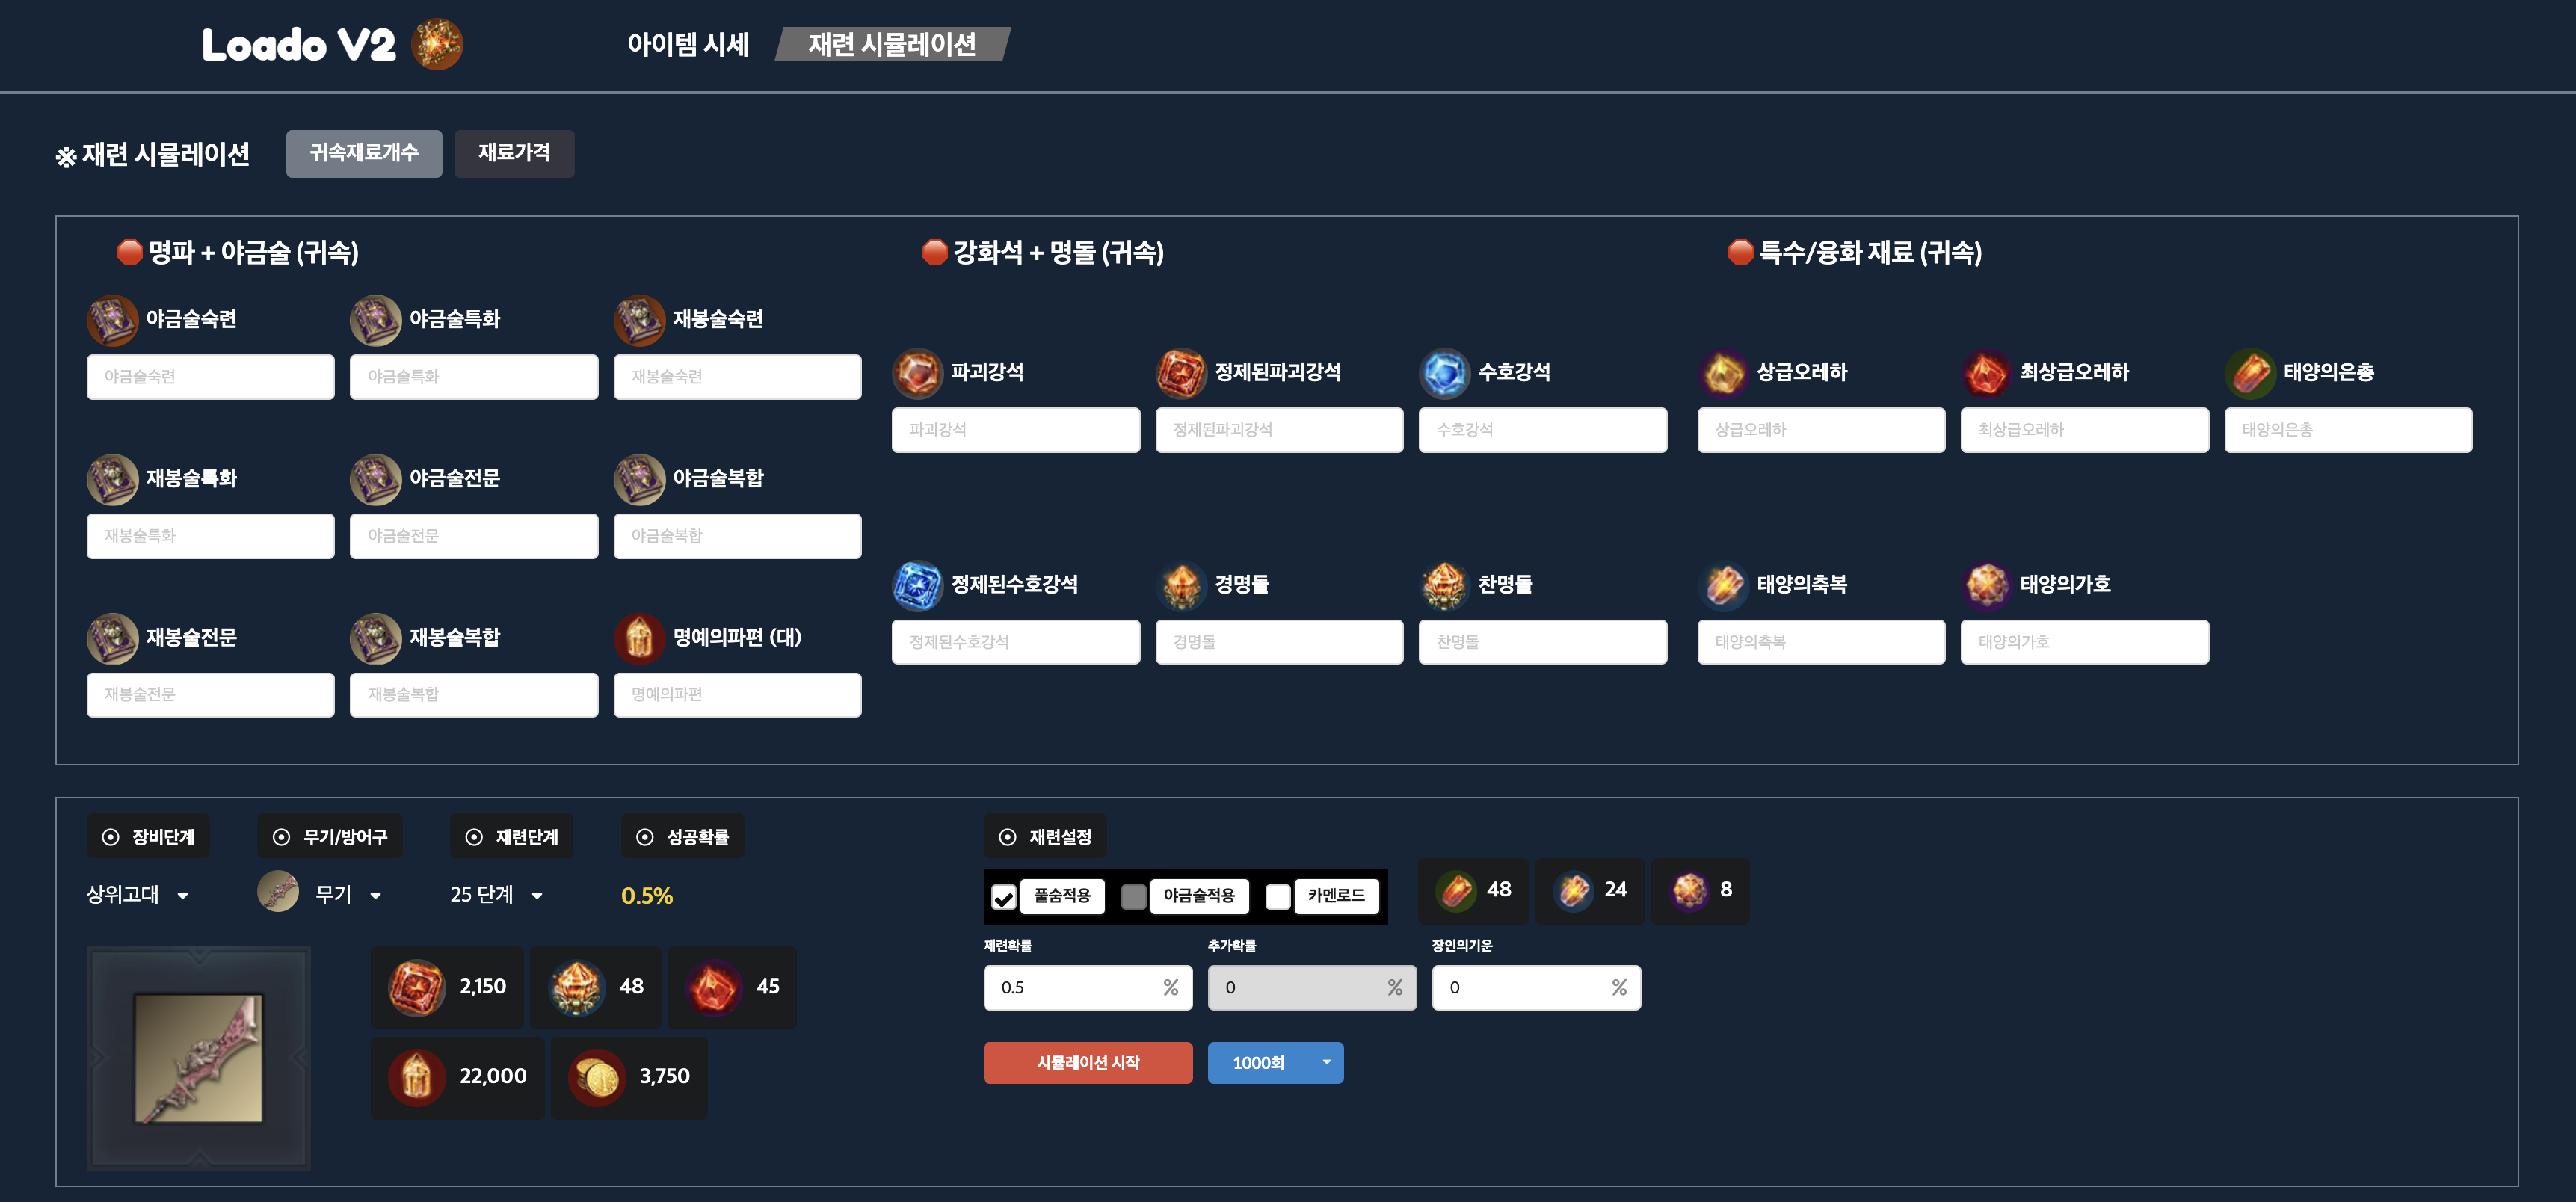 Loado V2
아이템 시세
재련 시뮬레이션
※ 재련 시뮬레이션
귀속재료개수
재료가격
명파 + 야금술 (귀속)
야금술숙련
야금술특화
재봉술숙련
야금술숙련
야금술특화
재봉술숙련
재봉술특화
야금술전문
야금술복합
재봉술특화
야금술전문
야금술복합
재봉술전문
재봉술복합
명예의파편 (대)
재봉술전문
재봉술복합
명예의파편
강화석 + 명돌 (귀속)
파괴강석
정제된파괴강석
수호강석
파괴강석
정제된파괴강석
수호강석
정제된수호강석
경명돌
찬명돌
정제된수호강석
경명돌
찬명돌
특수/융화 재료 (귀속)
상급오레하
최상급오레하
태양의은총
상급오레하
최상급오레하
태양의은총
태양의축복
태양의가호
태양의축복
태양의가호
장비단계
무기/방어구
재련단계
성공확률
상위고대
무기
25 단계
0.5%
2,150
48
45
22,000
3,750
재련설정
풀숨적용
야금술적용
카멘로드
48
24
8
제련확률
추가확률
장인의기운
0.5 %
0 %
0 %
시뮬레이션 시작
1000회